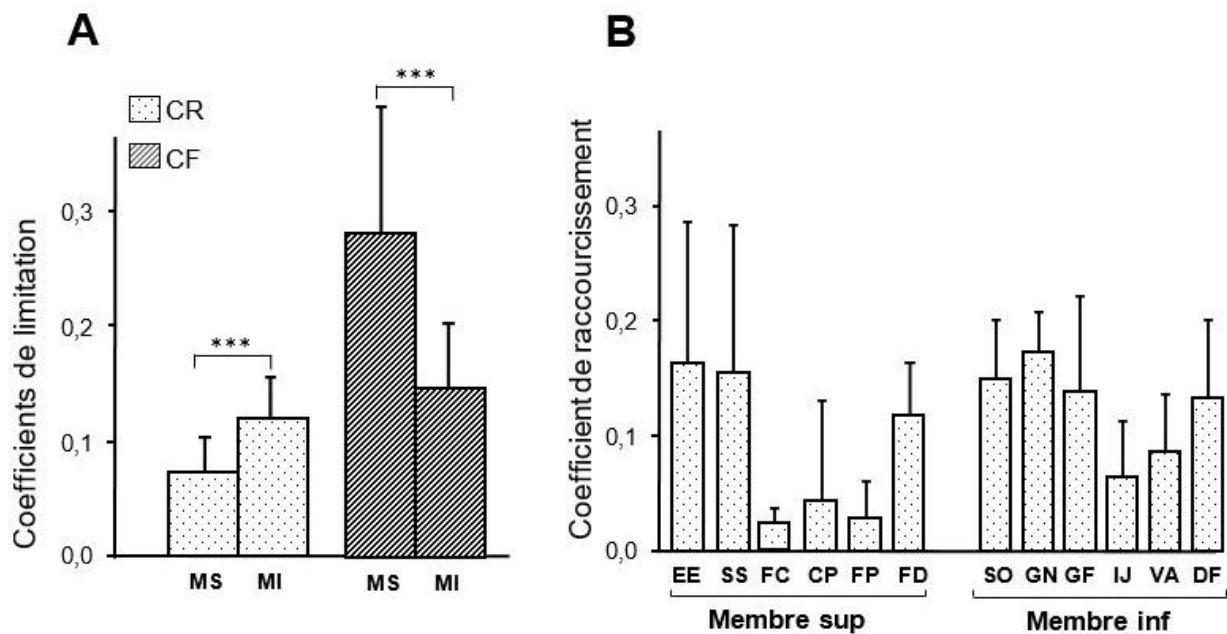 A
***
CR
CF
***
Coefficients de limitation
0,3
0,2
0,1
0,0
MS MI MS MI
B
Coefficient de raccourcissement
0,3
0,2
0,1
0,0
EE SS FC CP FP FD SO GN GF IJ VA DF
Membre sup Membre inf